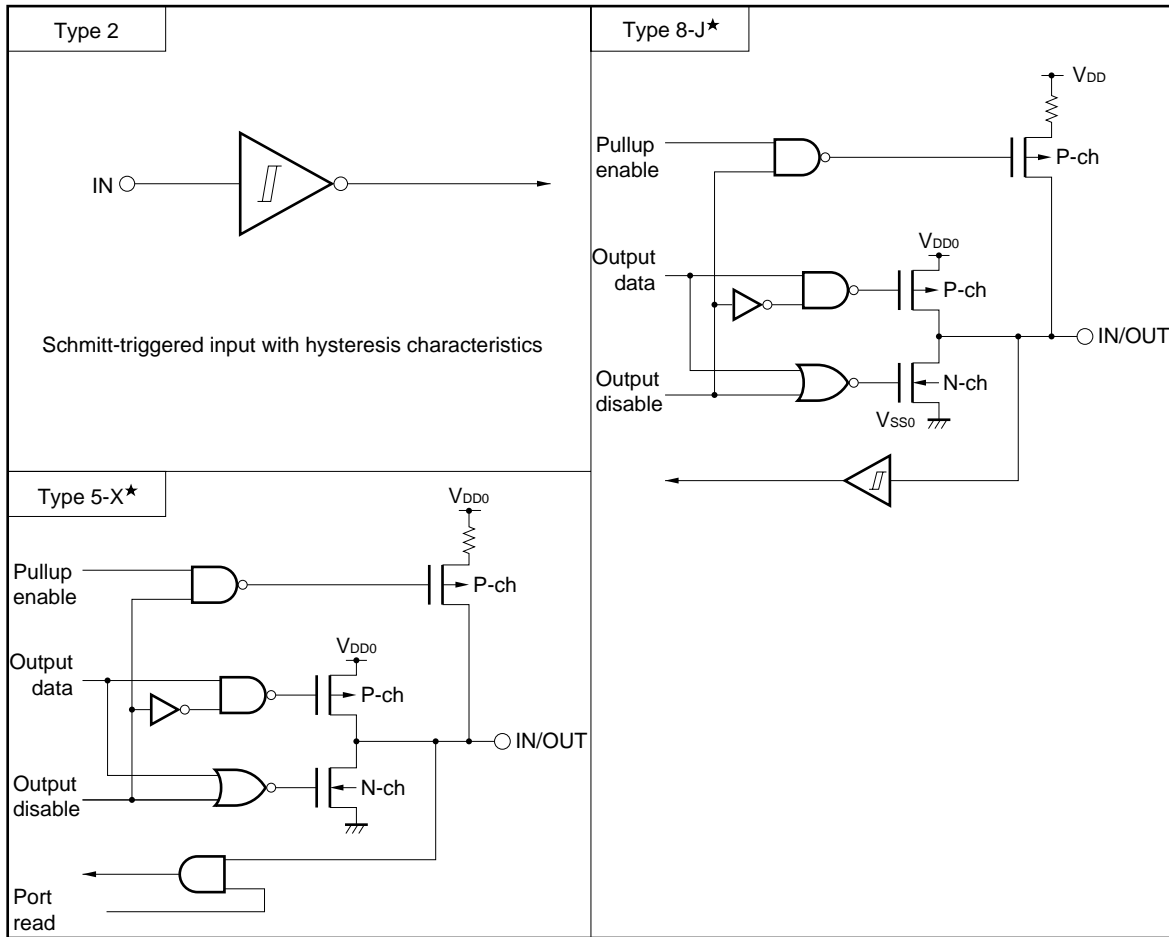 Type 2
IN
Schmitt-triggered input with hysteresis characteristics
Type 5-X★
VDD0
Pullup
enable
P-ch
VDD0
Output
data
P-ch
IN/OUT
Output
disable
N-ch
Port
read
Type 8-J★
VDD
Pullup
enable
P-ch
VDD0
Output
data
P-ch
IN/OUT
Output
disable
N-ch
VSS0